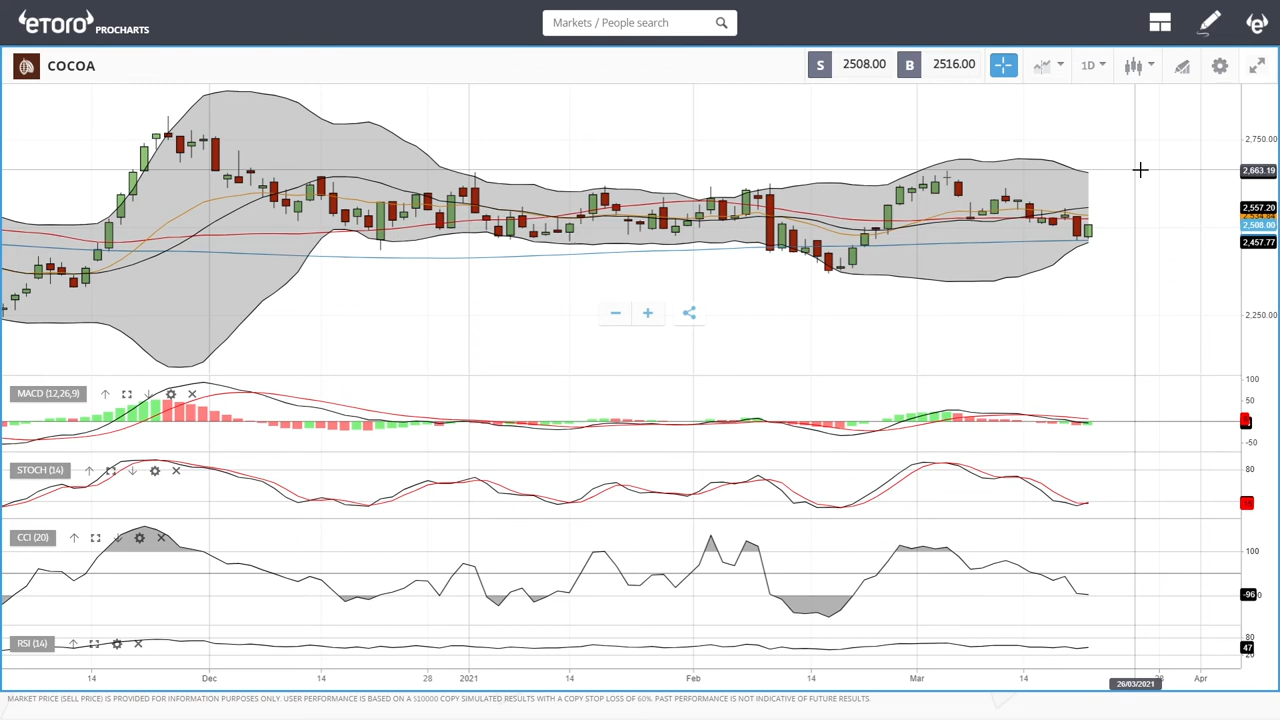 eToro PROCHARTS
Markets / People search
COCOA
S 2508.00 B 2516.00 1D
2,750.00
2,663.19
2,557.20
2,508.00
2,457.77
2,250.00
MACD (12,26,9)
100
50
-50
STOCH (14)
80
CCI (20)
100
-96
RSI (14)
80
47
20
14 Dec 14 28 2021 14 Feb 14 Mar 14 26/03/2021 Apr
MARKET PRICE (SELL PRICE) IS PROVIDED FOR INFORMATION PURPOSES ONLY. USER PERFORMANCE IS BASED ON A $10000 COPY SIMULATED RESULTS WITH A COPY STOP LOSS OF 60%. PAST PERFORMANCE IS NOT INDICATIVE OF FUTURE RESULTS.